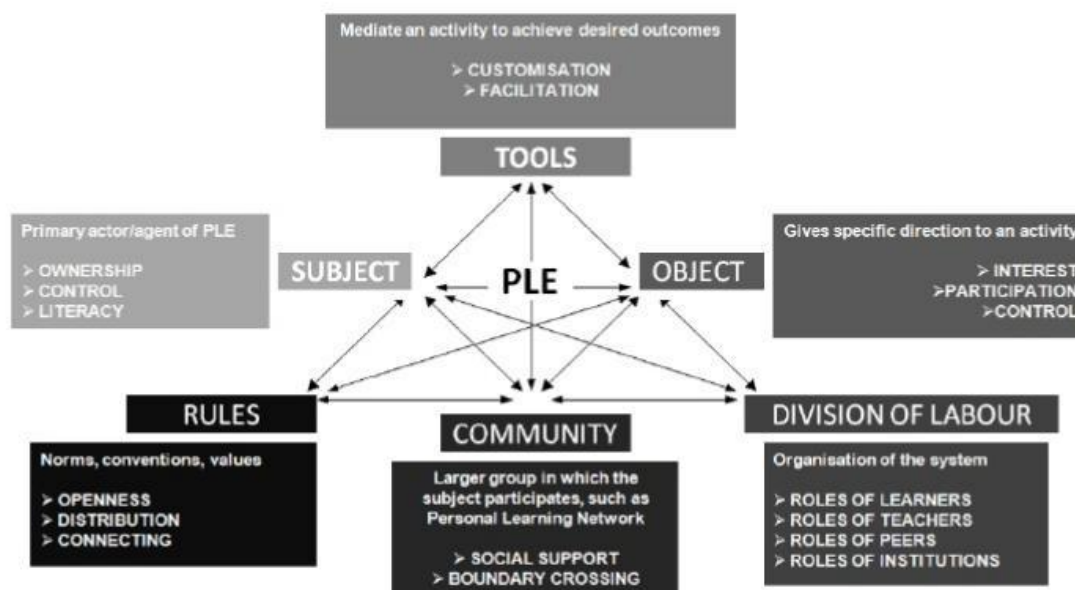 Mediate an activity to achieve desired outcomes
➢ CUSTOMISATION
➢ FACILITATION
TOOLS
Primary actor/agent of PLE
➢ OWNERSHIP
➢ CONTROL
➢ LITERACY
SUBJECT
PLE
OBJECT
Gives specific direction to an activity
➢ INTEREST
➢PARTICIPATION
➢CONTROL
RULES
Norms, conventions, values
➢ OPENNESS
➢ DISTRIBUTION
➢ CONNECTING
COMMUNITY
Larger group in which the
subject participates, such as
Personal Learning Network
➢ SOCIAL SUPPORT
➢ BOUNDARY CROSSING
DIVISION OF LABOUR
Organisation of the system
➢ ROLES OF LEARNERS
➢ ROLES OF TEACHERS
➢ ROLES OF PEERS
➢ ROLES OF INSTITUTIONS